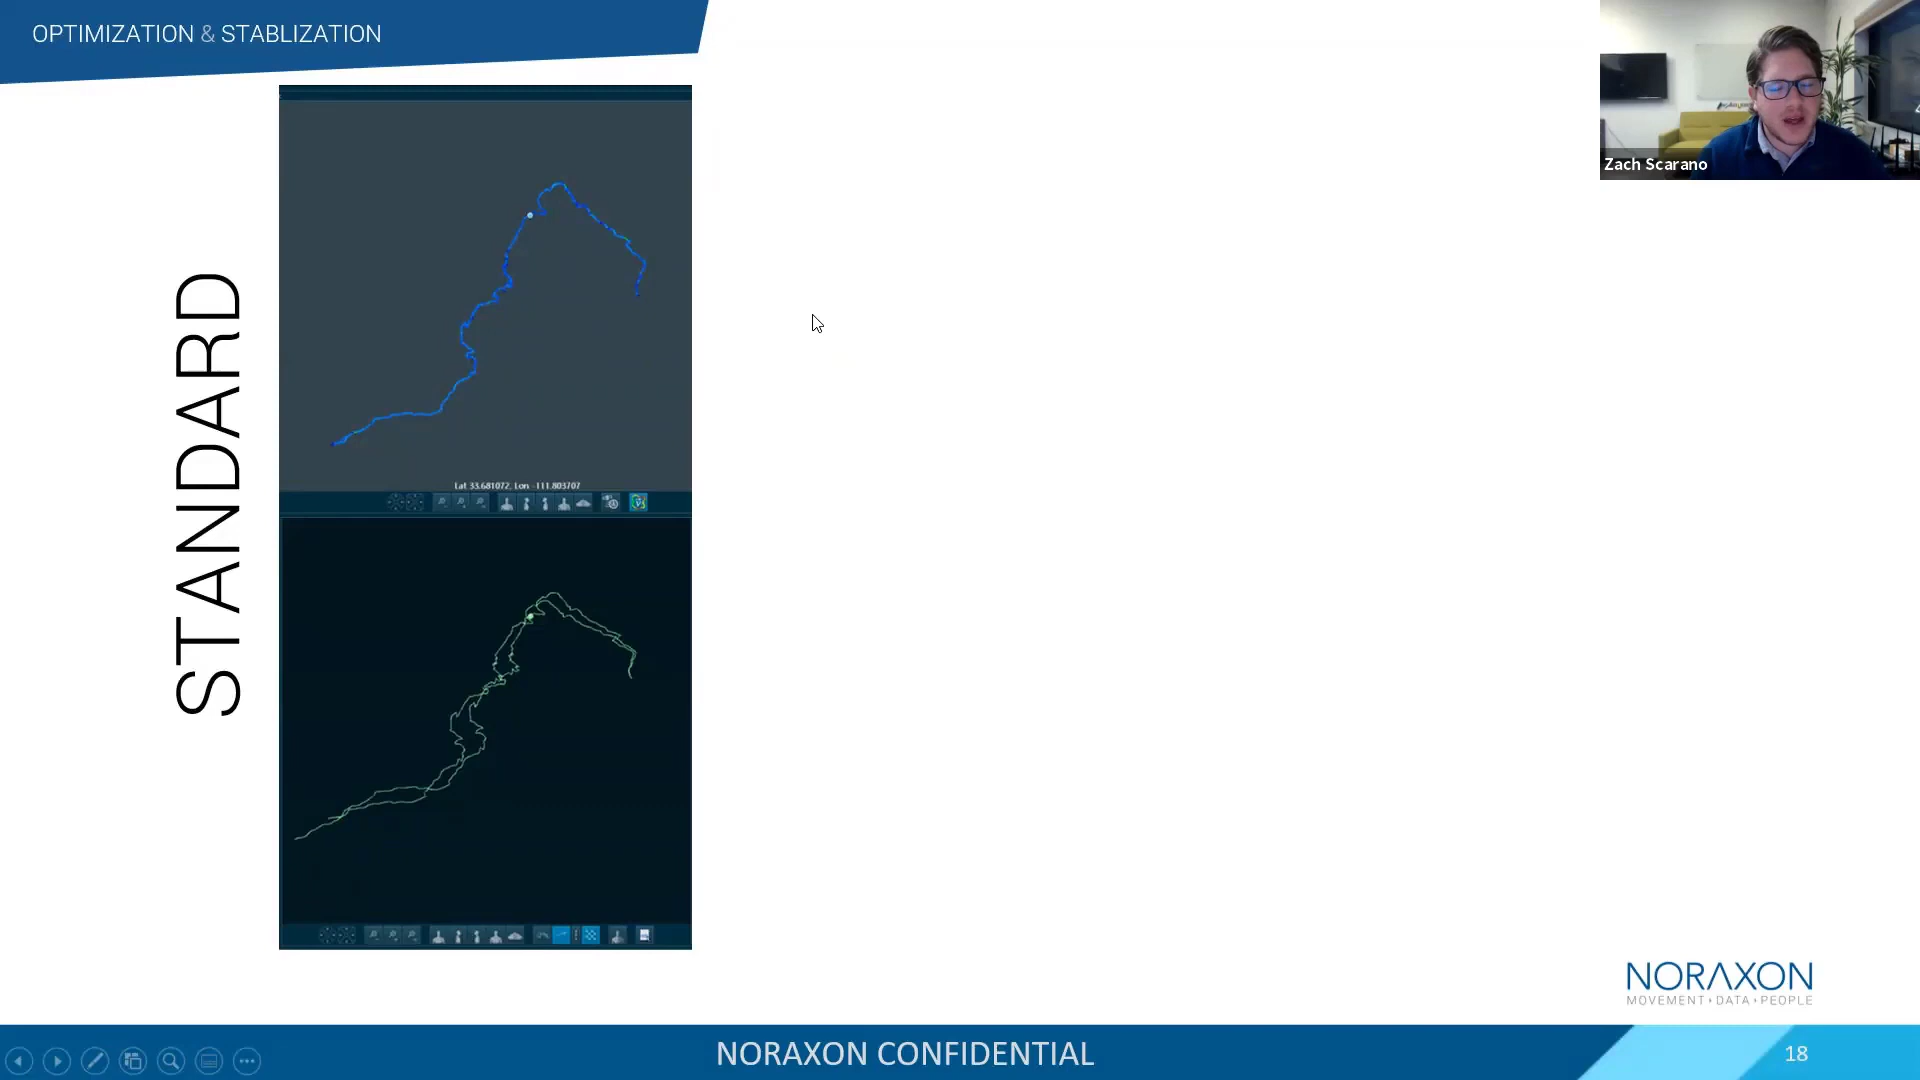 OPTIMIZATION & STABLIZATION
Zach Scarano
STANDARD
Lat 33.681072, Lon -111.803707
NORAXON
MOVEMENT › DATA › PEOPLE
NORAXON CONFIDENTIAL
18